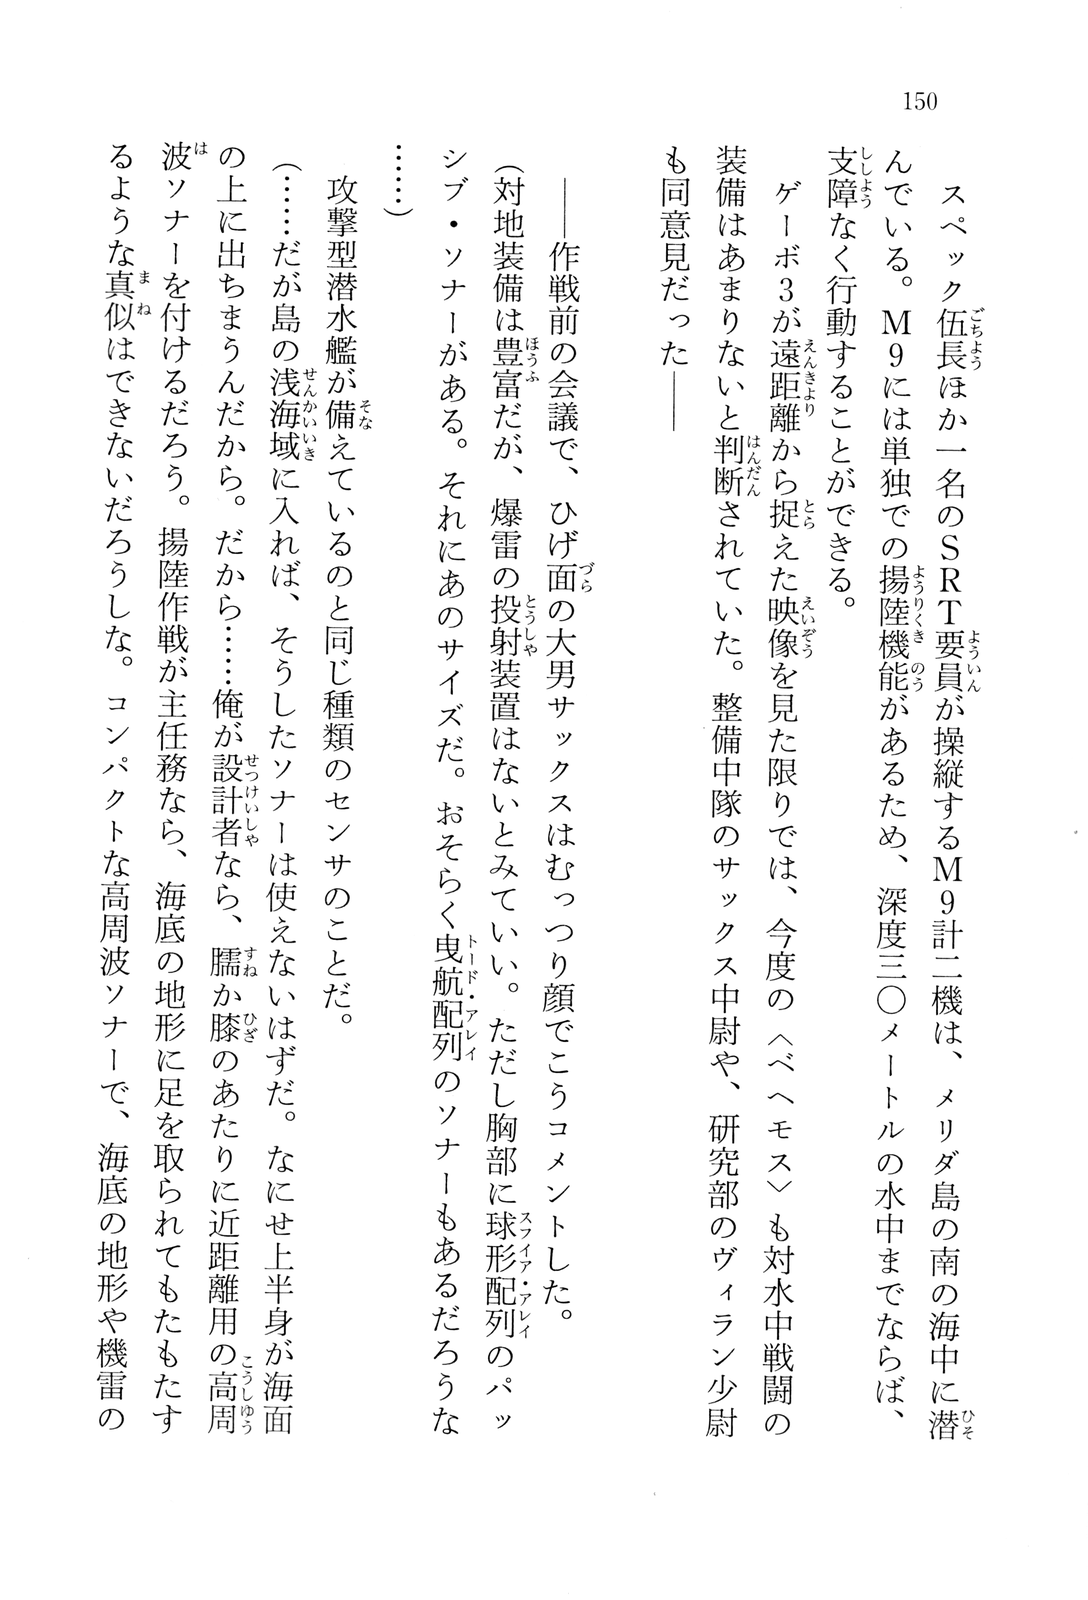 150
　スペック伍長ほか一名のSRT要員が操縦するM9計二機は、メリダ島の南の海中に潜
んでいる。M9には単独での揚陸機能があるため、深度三〇メートルの水中までならば、
支障なく行動することができる。
　ゲーボ3が遠距離から捉えた映像を見た限りでは、今度の〈ベヘモス〉も対水中戦闘の
装備はあまりないと判断されていた。整備中隊のサックス中尉や、研究部のヴィラン少尉
も同意見だった――
　――作戦前の会議で、ひげ面の大男サックスはむっつり顔でこうコメントした。
（対地装備は豊富だが、爆雷の投射装置はないとみていい。ただし胸部に球形配列のパッ
シブ・ソナーがある。それにあのサイズだ。おそらく曳航配列のソナーもあるだろうな
……）
　攻撃型潜水艦が備えているのと同じ種類のセンサのことだ。
（……だが島の浅海域に入れば、そうしたソナーは使えないはずだ。なにせ上半身が海面
の上に出ちまうんだから。だから……俺が設計者なら、臑か膝のあたりに近距離用の高周
波ソナーを付けるだろう。揚陸作戦が主任務なら、海底の地形に足を取られてもたもたす
るような真似はできないだろうしな。コンパクトな高周波ソナーで、海底の地形や機雷の